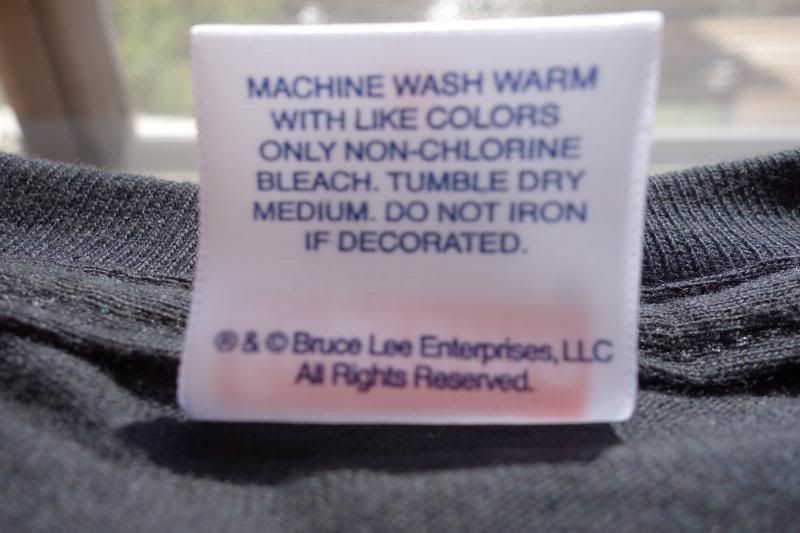 MACHINE WASH WARM
WITH LIKE COLORS
ONLY NON-CHLORINE
BLEACH. TUMBLE DRY
MEDIUM. DO NOT IRON
IF DECORATED.
® & © Bruce Lee Enterprises, LLC
All Rights Reserved.